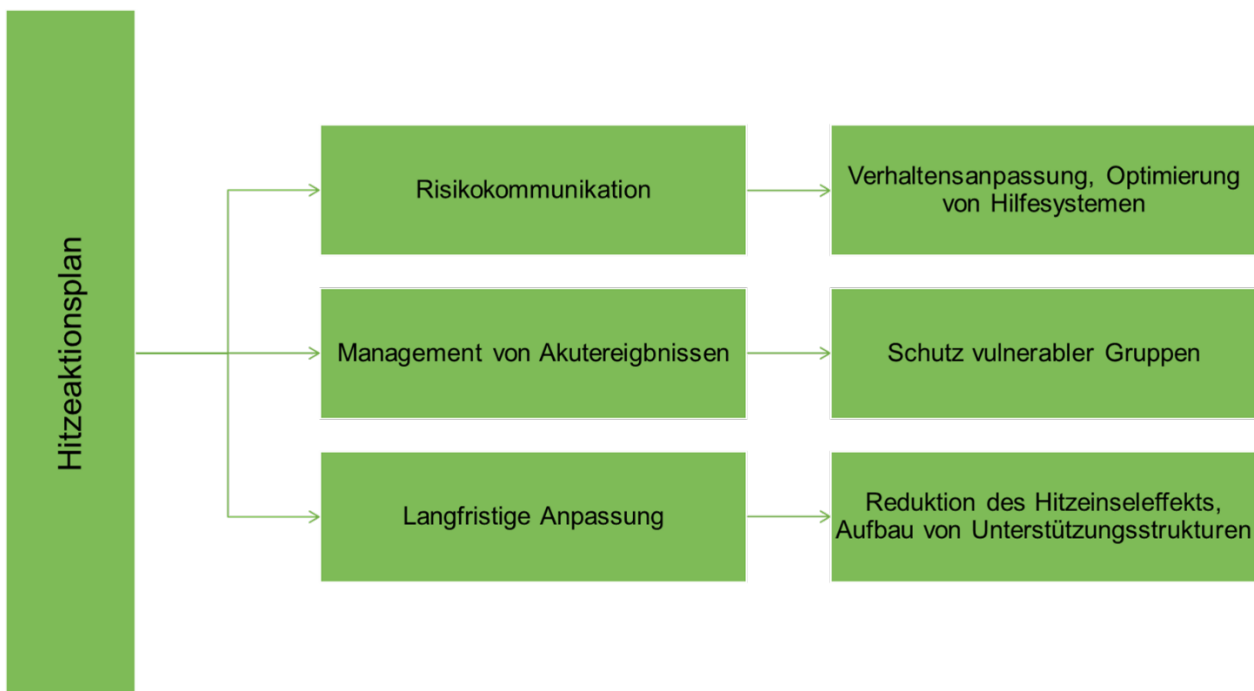 Hitzeaktionsplan
Risikokommunikation
Verhaltensanpassung, Optimierung
von Hilfesystemen
Management von Akutereigbnissen
Schutz vulnerabler Gruppen
Langfristige Anpassung
Reduktion des Hitzeinseleffekts,
Aufbau von Unterstützungsstrukturen